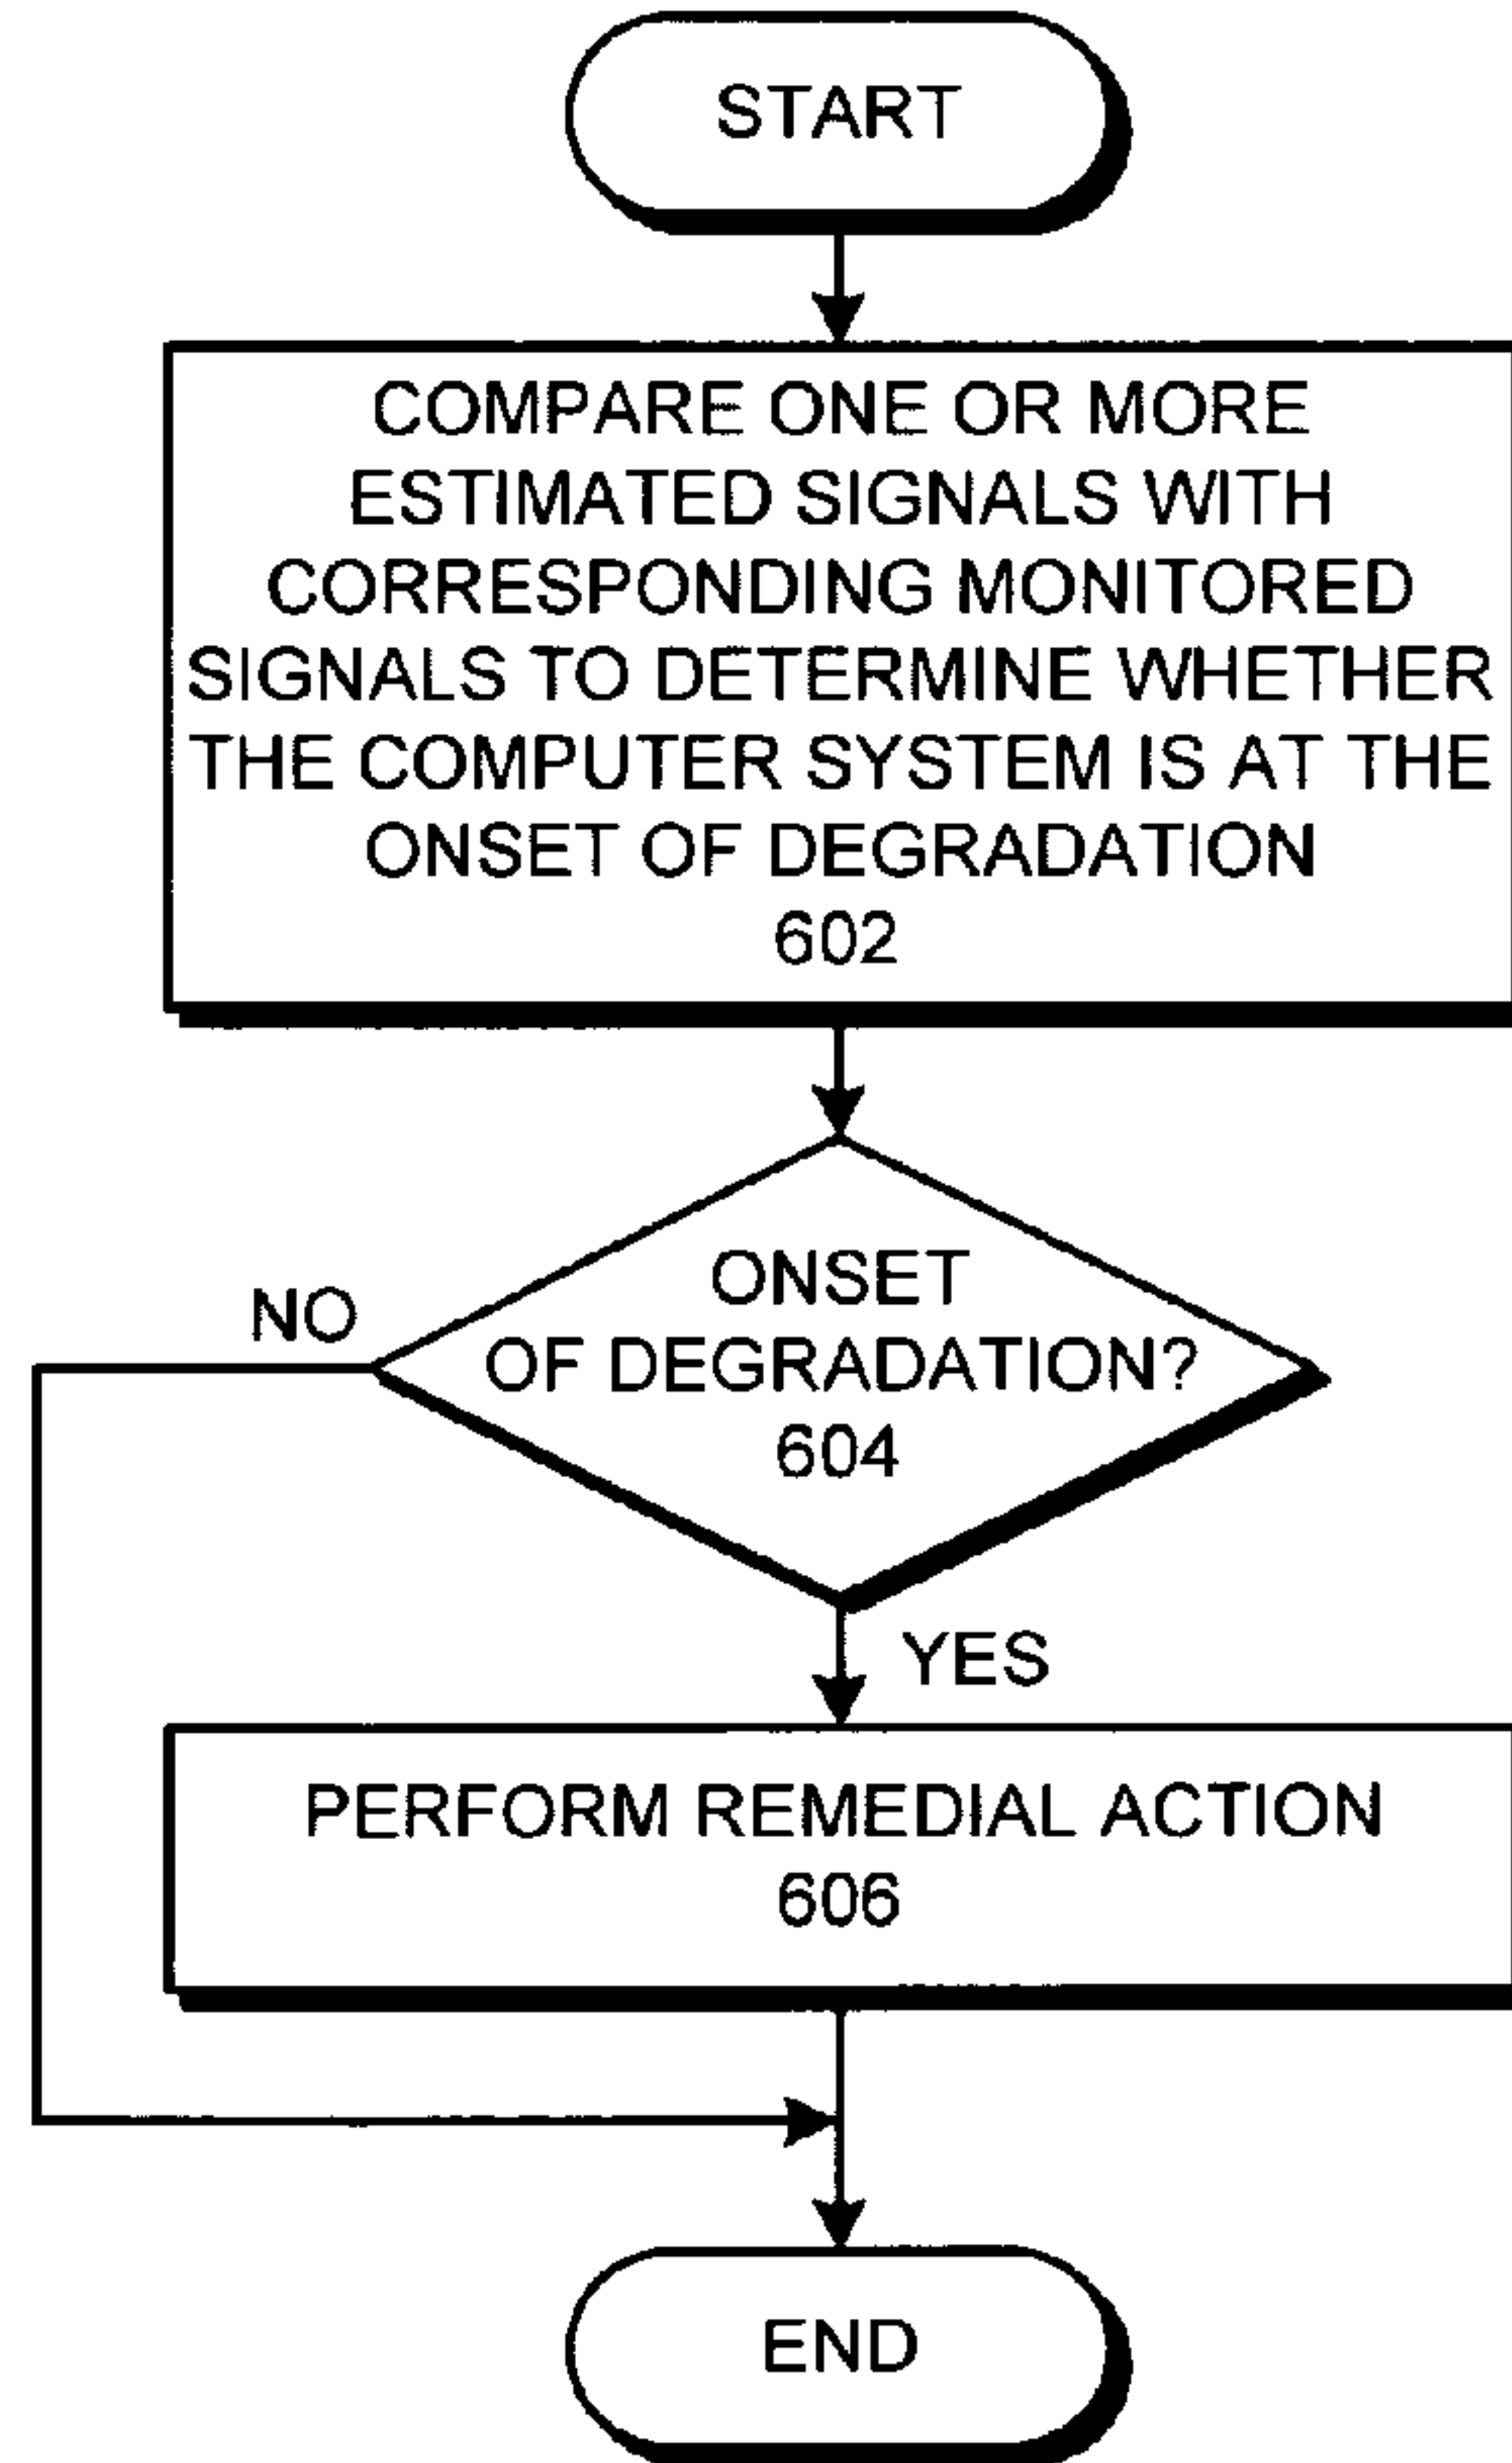 START
COMPARE ONE OR MORE
ESTIMATED SIGNALS WITH
CORRESPONDING MONITORED
SIGNALS TO DETERMINE WHETHER
THE COMPUTER SYSTEM IS AT THE
ONSET OF DEGRADATION
602
ONSET
OF DEGRADATION?
604
NO
YES
PERFORM REMEDIAL ACTION
606
END